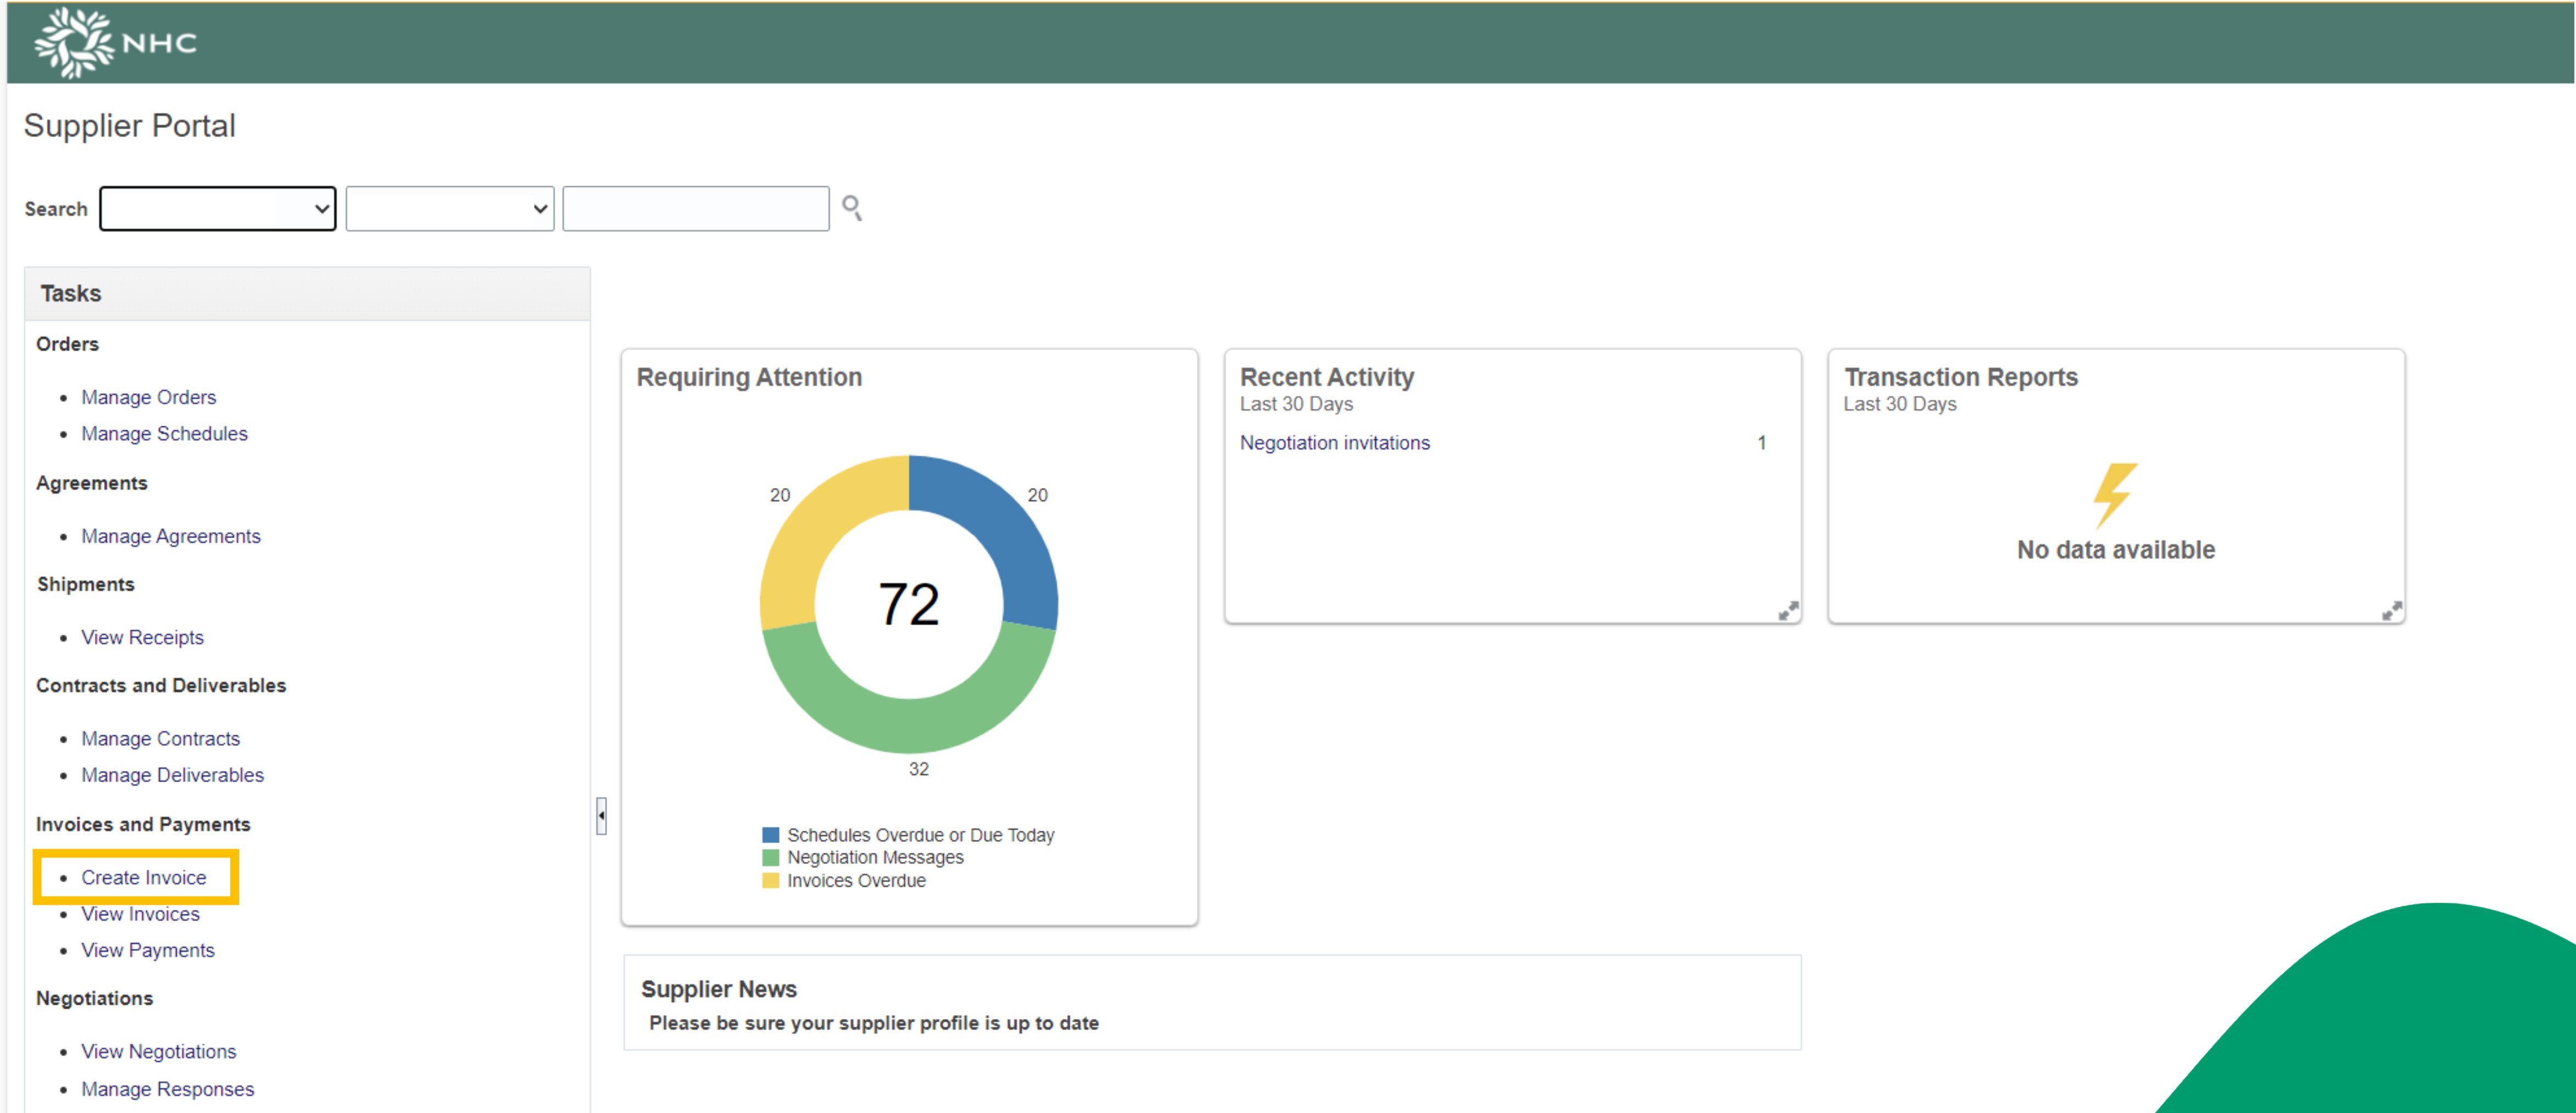 NHC
Supplier Portal
Search
Tasks
Orders
Manage Orders
Manage Schedules
Agreements
Manage Agreements
Shipments
View Receipts
Contracts and Deliverables
Manage Contracts
Manage Deliverables
Invoices and Payments
Create Invoice
View Invoices
View Payments
Negotiations
View Negotiations
Manage Responses
Requiring Attention
20
20
72
32
Schedules Overdue or Due Today
Negotiation Messages
Invoices Overdue
Recent Activity
Last 30 Days
Negotiation invitations 1
Transaction Reports
Last 30 Days
No data available
Supplier News
Please be sure your supplier profile is up to date